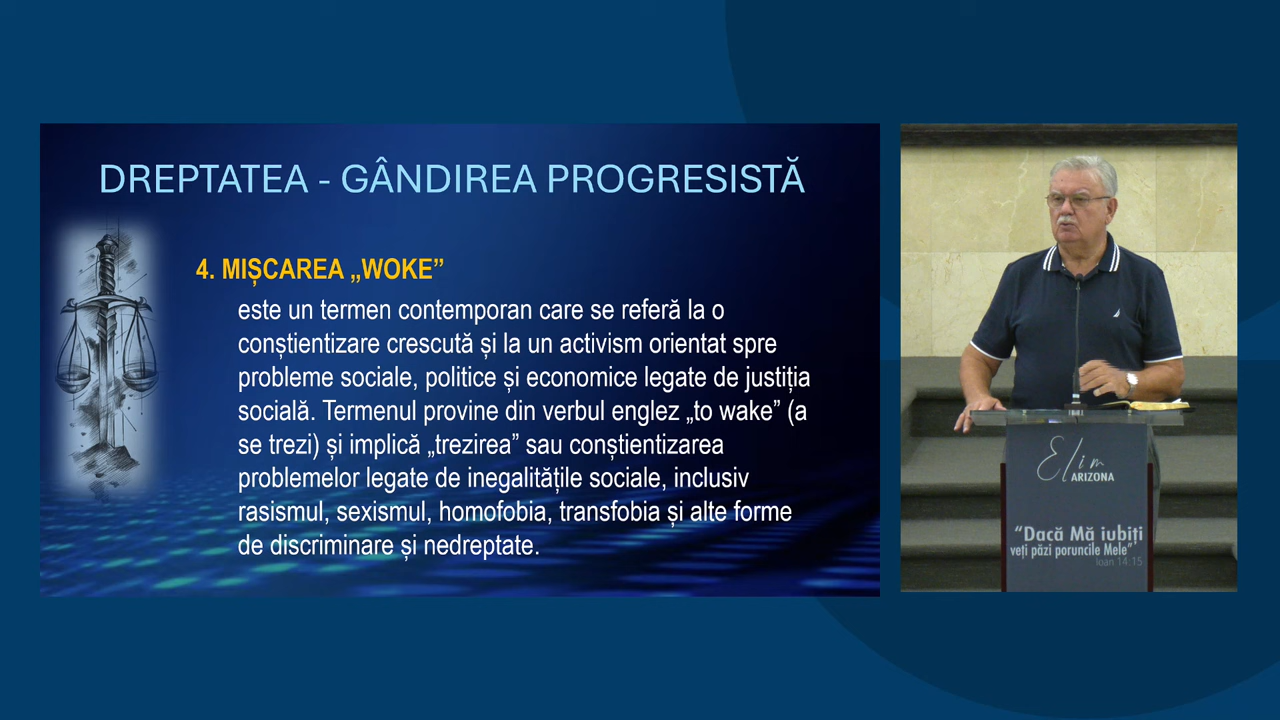 DREPTATEA - GÂNDIREA PROGRESISTĂ
4. MIȘCAREA „WOKE”
este un termen contemporan care se referă la o
conștientizare crescută și la un activism orientat spre
probleme sociale, politice și economice legate de justiția
socială. Termenul provine din verbul englez „to wake” (a
se trezi) și implică „trezirea” sau conștientizarea
problemelor legate de inegalitățile sociale, inclusiv
rasismul, sexismul, homofobia, transfobia și alte forme
de discriminare și nedreptate.
Elim
ARIZONA
“Dacă Mă iubiți
veți păzi poruncile Mele”
Ioan 14:15